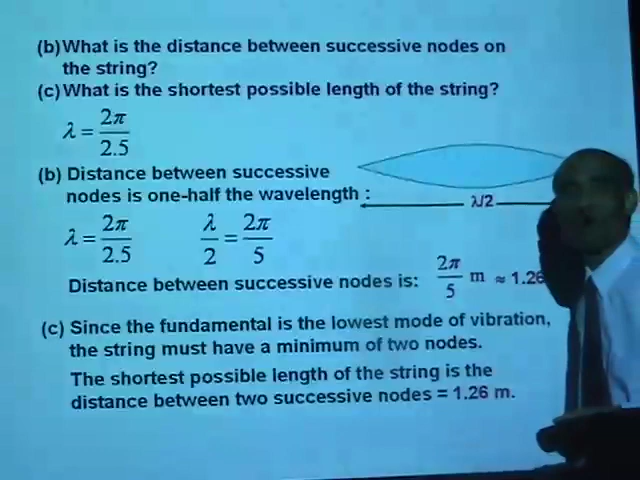 (b) What is the distance between successive nodes on
the string?
(c) What is the shortest possible length of the string?
λ = 2π/2.5
(b) Distance between successive
nodes is one-half the wavelength :
λ/2
λ = 2π/2.5    λ/2 = 2π/5
Distance between successive nodes is: 2π/5 m ≈ 1.26
(c) Since the fundamental is the lowest mode of vibration,
the string must have a minimum of two nodes.
The shortest possible length of the string is the
distance between two successive nodes = 1.26 m.